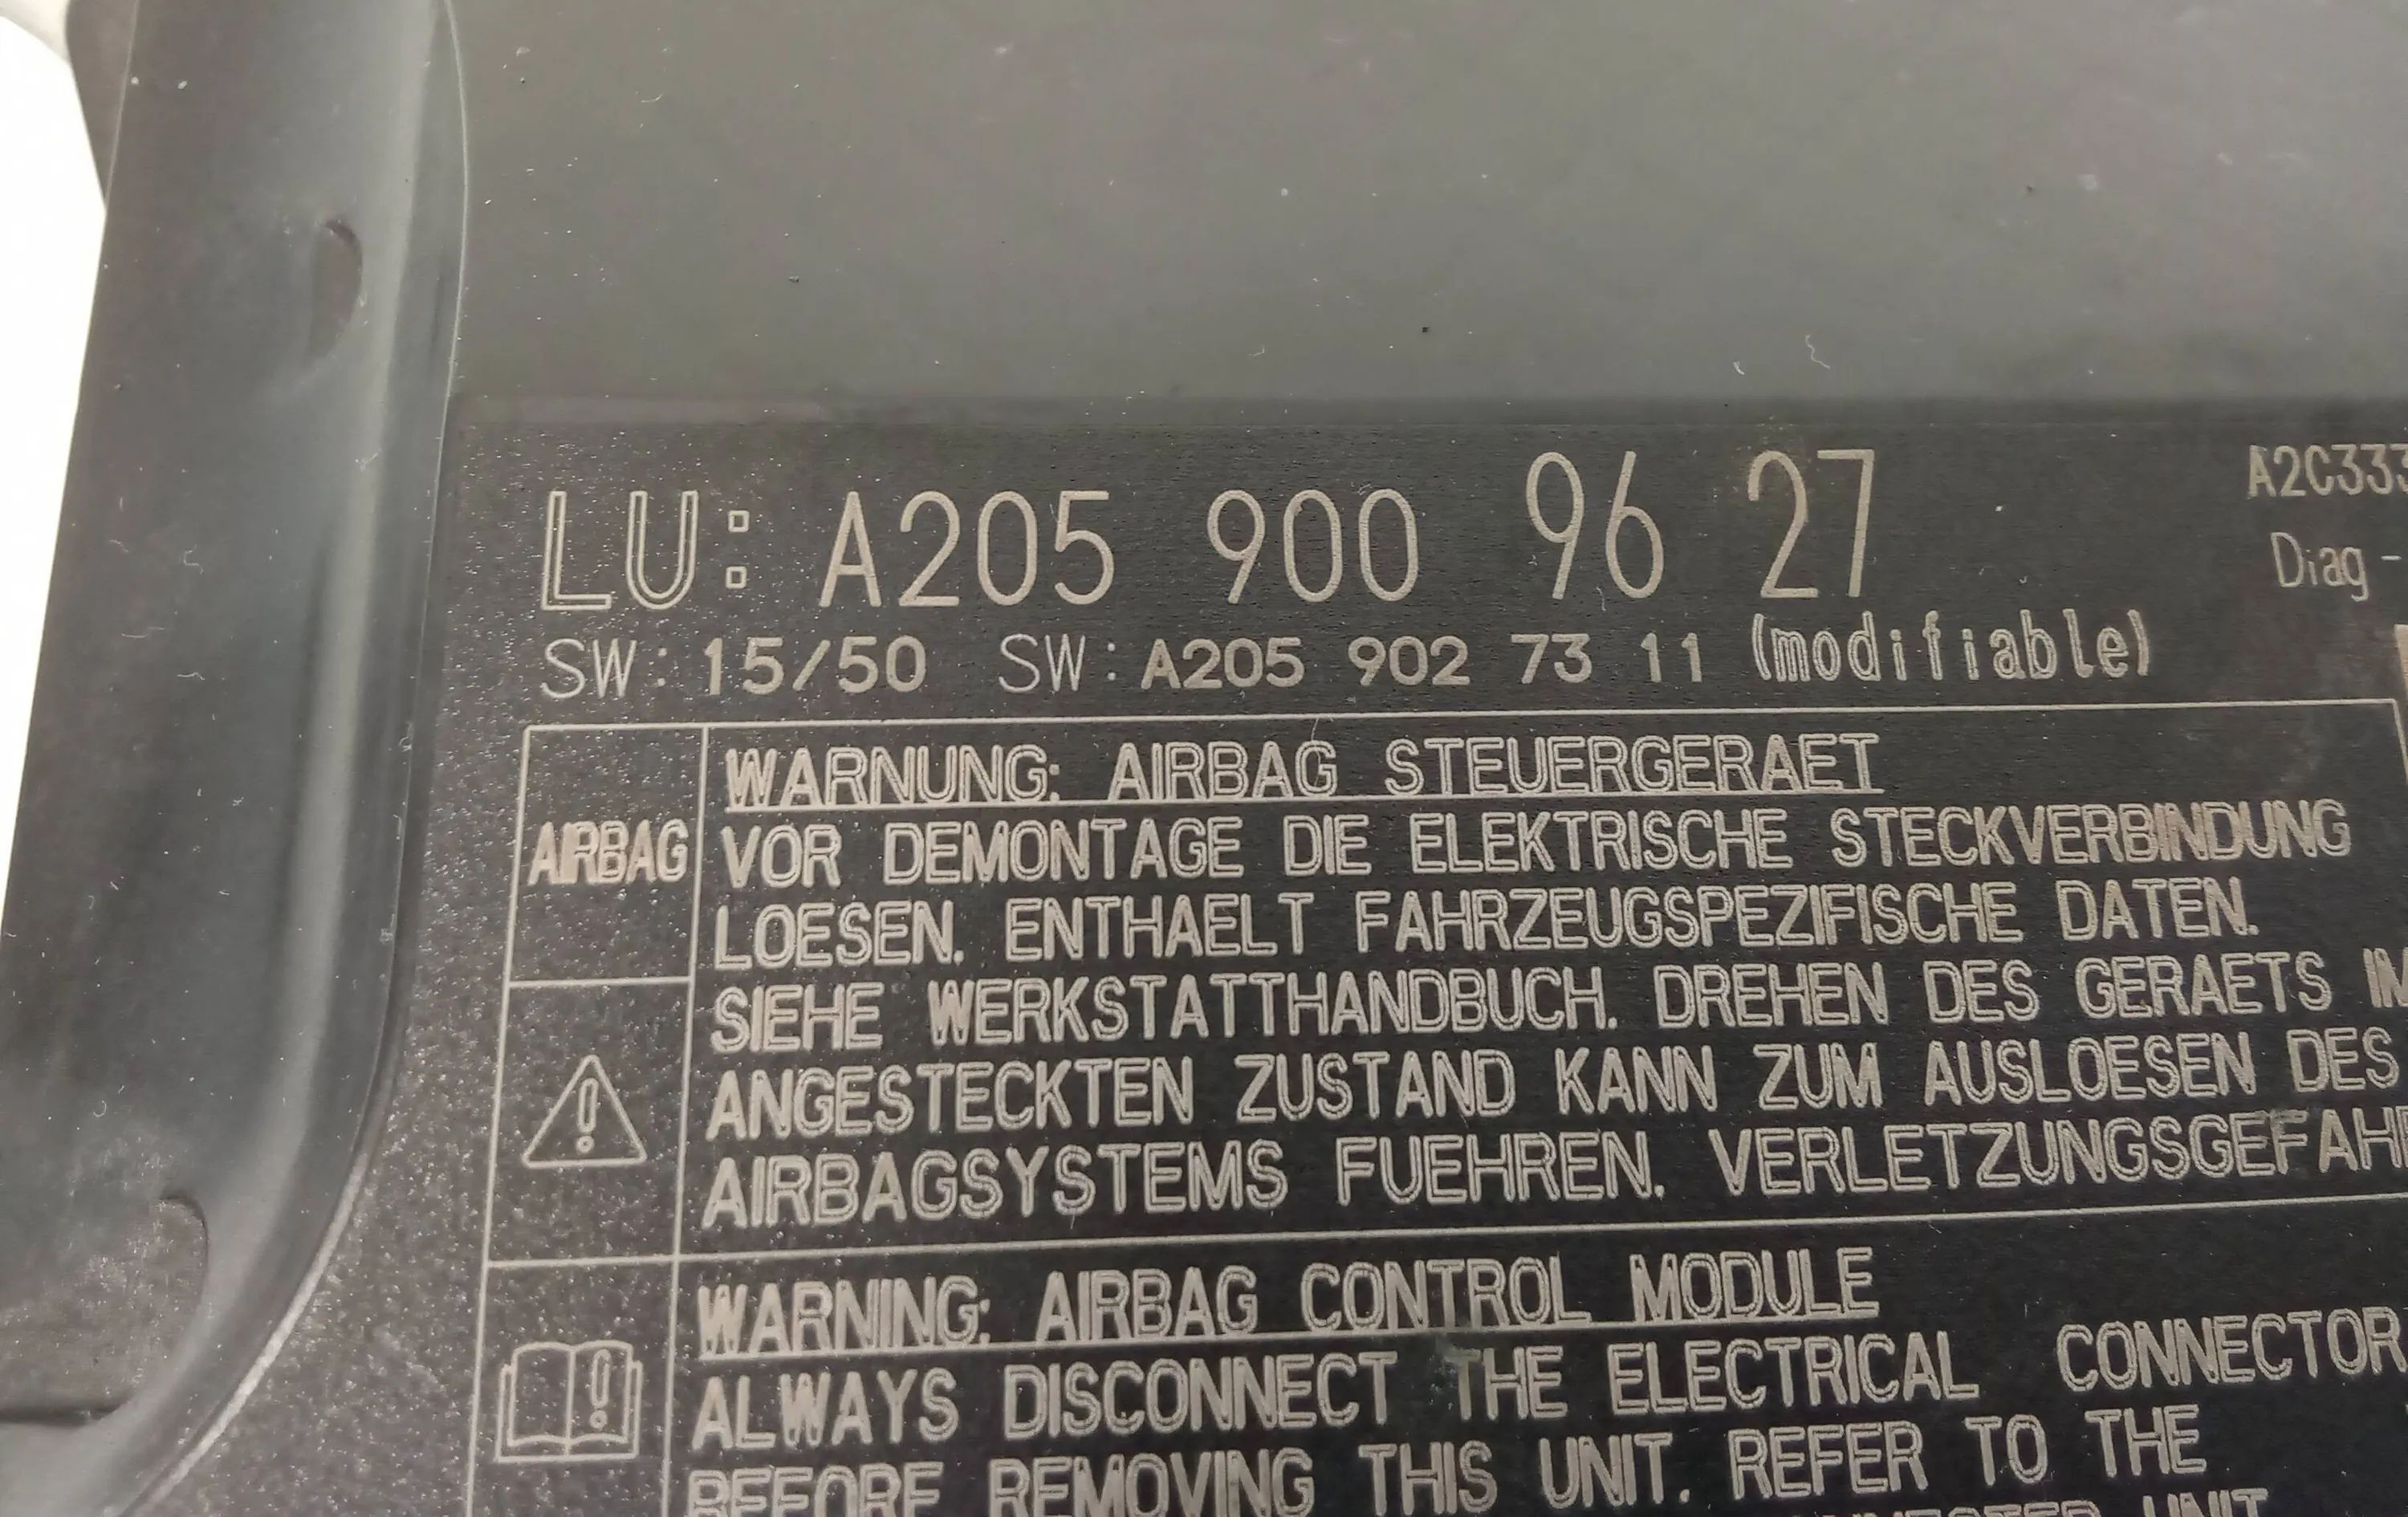 LU: A205 900 96 27
A2C333
Diag -
SW: 15/50 SW: A205 902 73 11 (modifiable)
AIRBAG
WARNUNG: AIRBAG STEUERGERAET
VOR DEMONTAGE DIE ELEKTRISCHE STECKVERBINDUNG
LOESEN. ENTHAELT FAHRZEUGSPEZIFISCHE DATEN.
SIEHE WERKSTATTHANDBUCH. DREHEN DES GERAETS IM
ANGESTECKTEN ZUSTAND KANN ZUM AUSLOESEN DES
AIRBAGSYSTEMS FUEHREN. VERLETZUNGSGEFAH
WARNING: AIRBAG CONTROL MODULE
ALWAYS DISCONNECT THE ELECTRICAL CONNECTOR
BEFORE REMOVING THIS UNIT. REFER TO THE
UNIT